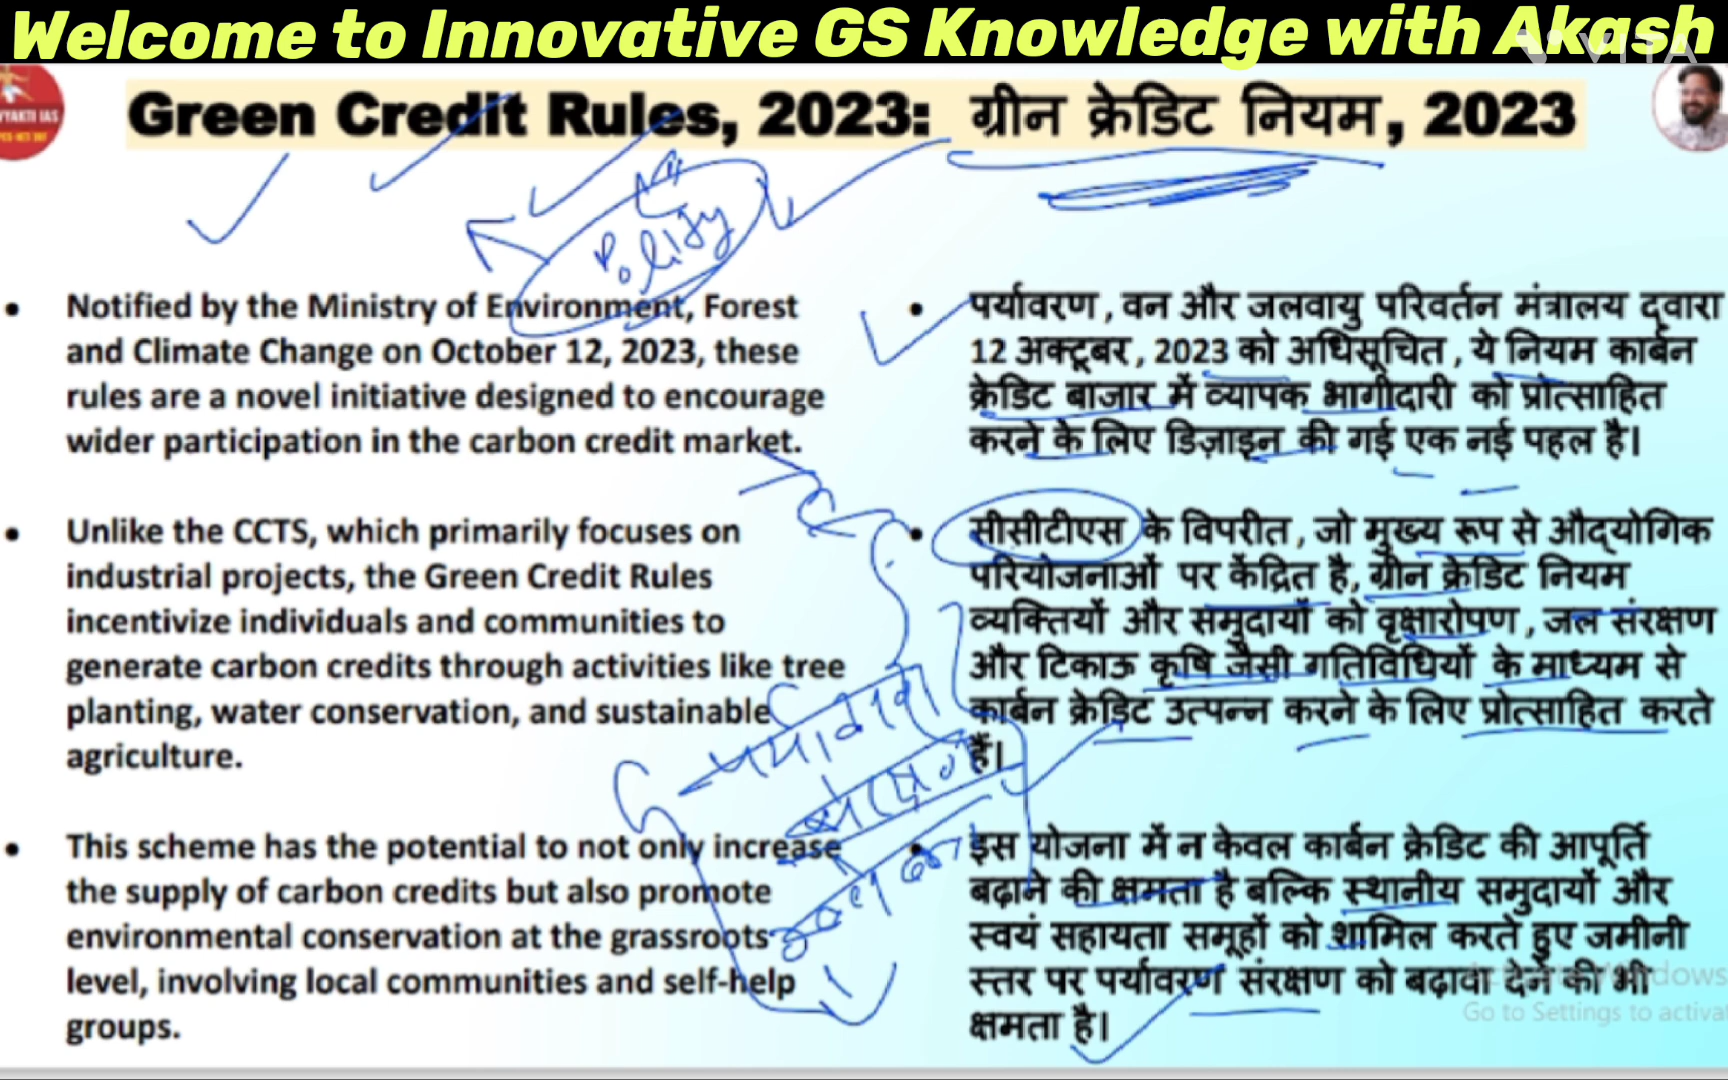 Welcome to Innovative GS Knowledge with Akash
VITA
VYAKTI IAS
Green Credit Rules, 2023: ग्रीन क्रेडिट नियम, 2023
Polity
• Notified by the Ministry of Environment, Forest
and Climate Change on October 12, 2023, these
rules are a novel initiative designed to encourage
wider participation in the carbon credit market.
• Unlike the CCTS, which primarily focuses on
industrial projects, the Green Credit Rules
incentivize individuals and communities to
generate carbon credits through activities like tree
planting, water conservation, and sustainable
agriculture.
• This scheme has the potential to not only increase
the supply of carbon credits but also promote
environmental conservation at the grassroots
level, involving local communities and self-help
groups.
• पर्यावरण, वन और जलवायु परिवर्तन मंत्रालय द्वारा
12 अक्टूबर, 2023 को अधिसूचित, ये नियम कार्बन
क्रेडिट बाजार में व्यापक भागीदारी को प्रोत्साहित
करने के लिए डिज़ाइन की गई एक नई पहल है।
• सीसीटीएस के विपरीत, जो मुख्य रूप से औद्योगिक
परियोजनाओं पर केंद्रित है, ग्रीन क्रेडिट नियम
व्यक्तियों और समुदायों को वृक्षारोपण, जल संरक्षण
और टिकाऊ कृषि जैसी गतिविधियों के माध्यम से
कार्बन क्रेडिट उत्पन्न करने के लिए प्रोत्साहित करते
हैं।
• इस योजना में न केवल कार्बन क्रेडिट की आपूर्ति
बढ़ाने की क्षमता है बल्कि स्थानीय समुदायों और
स्वयं सहायता समूहों को शामिल करते हुए जमीनी
स्तर पर पर्यावरण संरक्षण को बढ़ावा देने की भी
क्षमता है।
Go to Settings to activa